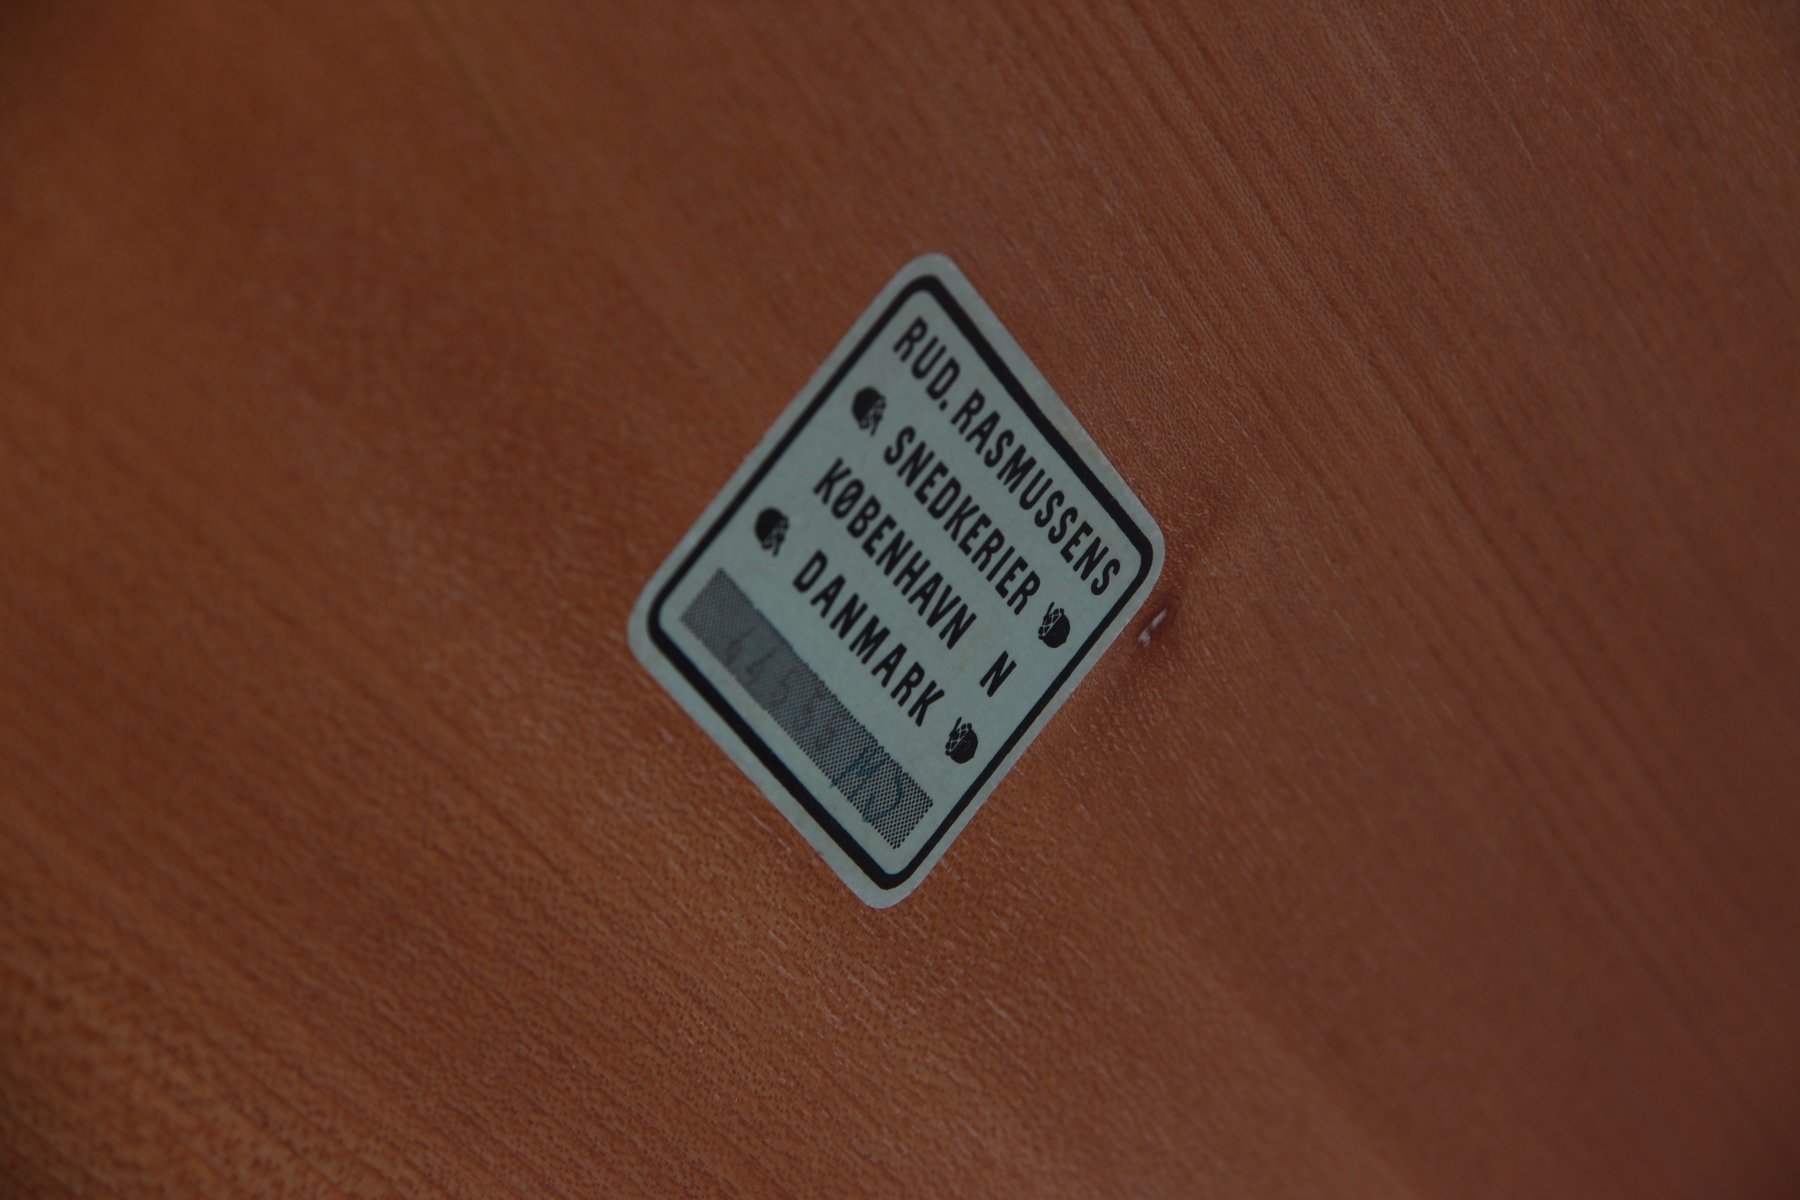 RUD. RASMUSSENS
SNEDKERIER
KØBENHAVN N
DANMARK